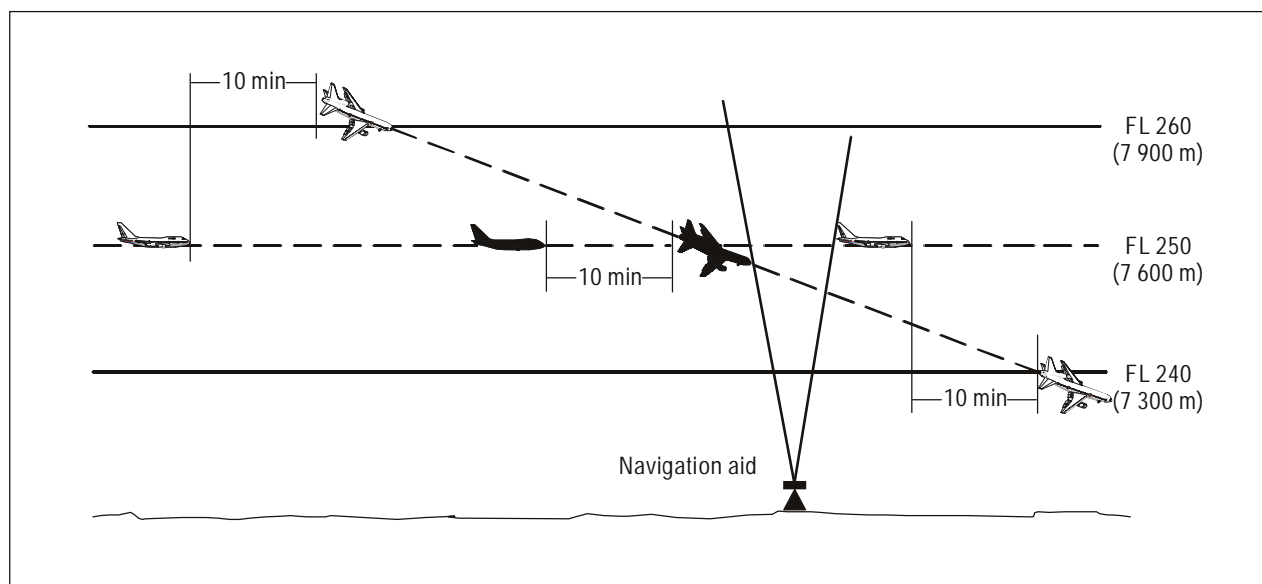 10 min
FL 260
(7 900 m)
FL 250
(7 600 m)
10 min
FL 240
(7 300 m)
10 min
Navigation aid